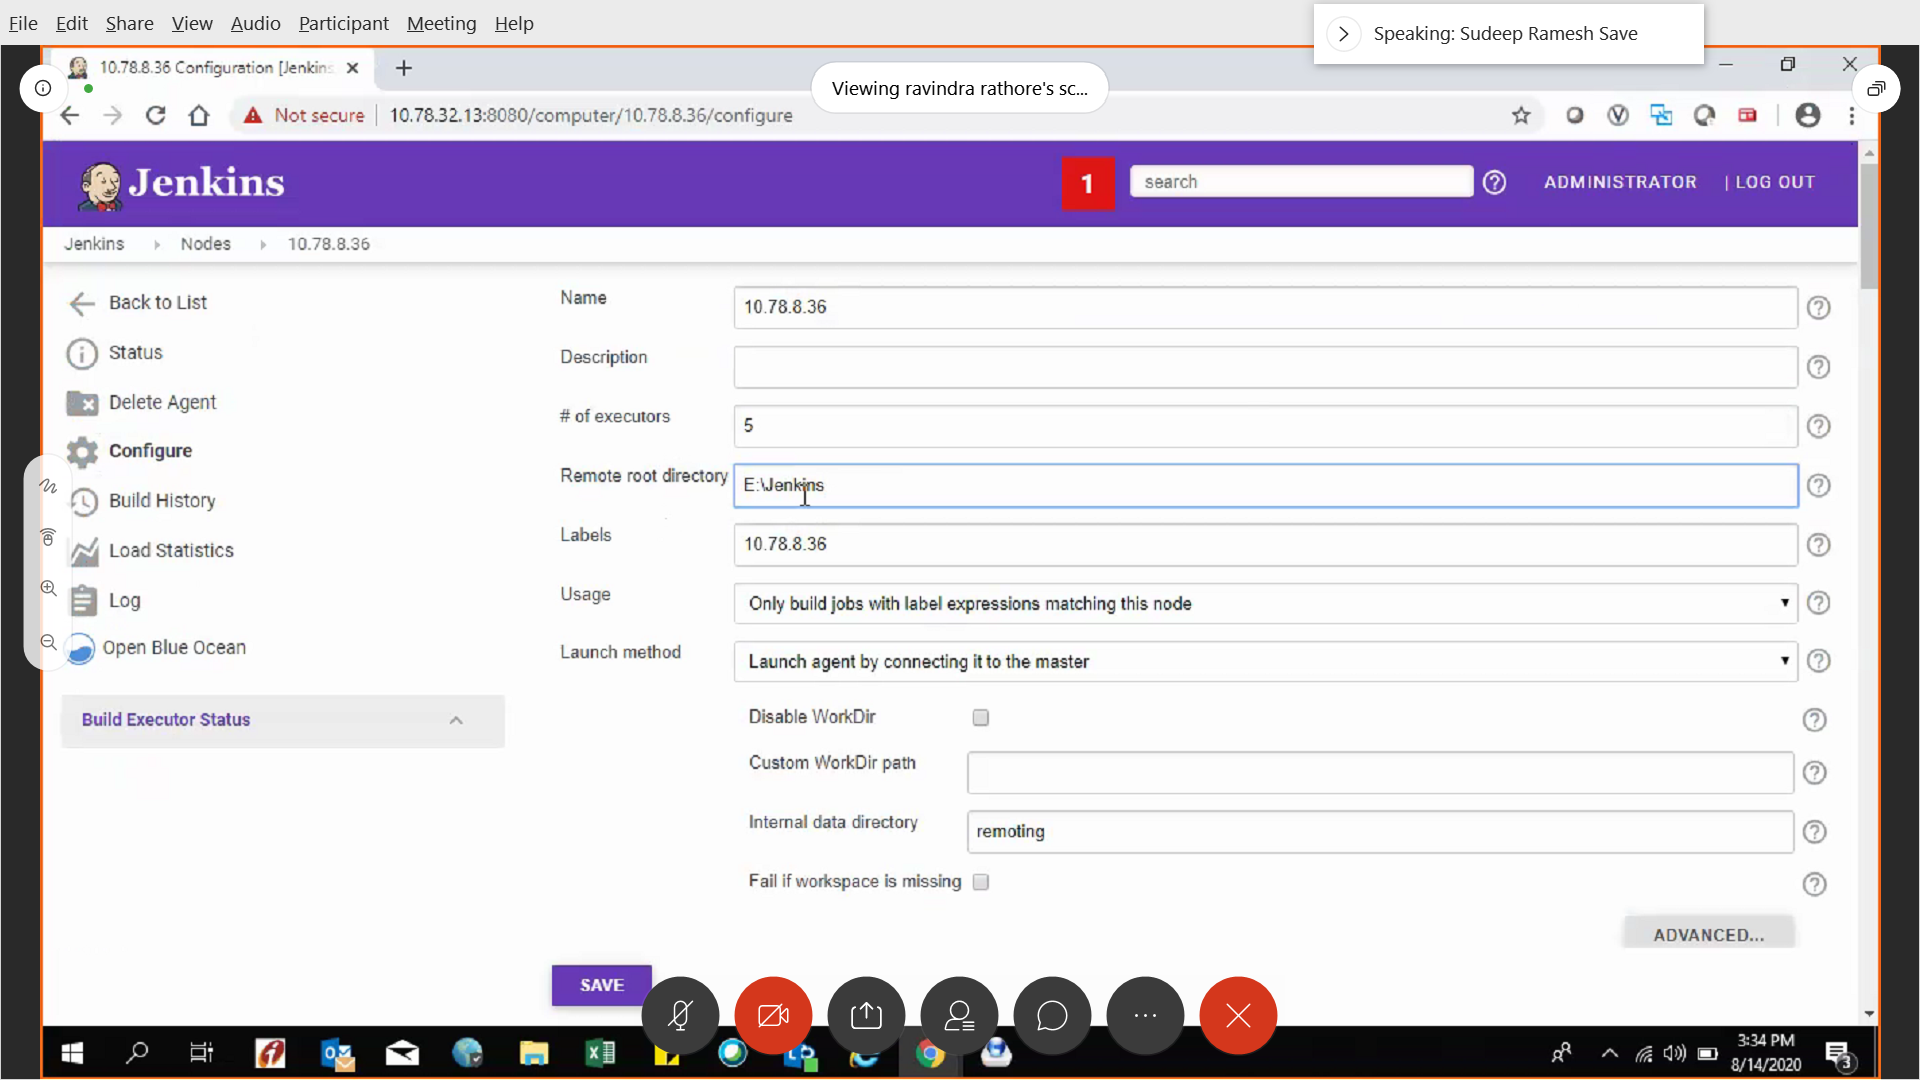 File Edit Share View Audio Participant Meeting Help
Speaking: Sudeep Ramesh Save
10.78.8.36 Configuration [Jenkins
Viewing ravindra rathore's sc...
Not secure 10.78.32.13:8080/computer/10.78.8.36/configure
Jenkins
1
search
ADMINISTRATOR
| LOG OUT
Jenkins Nodes 10.78.8.36
Back to List
Status
Delete Agent
Configure
Build History
Load Statistics
Log
Open Blue Ocean
Build Executor Status
Name
10.78.8.36
Description
# of executors
5
Remote root directory
E:\Jenkins
Labels
10.78.8.36
Usage
Only build jobs with label expressions matching this node
Launch method
Launch agent by connecting it to the master
Disable WorkDir
Custom WorkDir path
Internal data directory
remoting
Fail if workspace is missing
ADVANCED...
SAVE
3:34 PM
8/14/2020
3